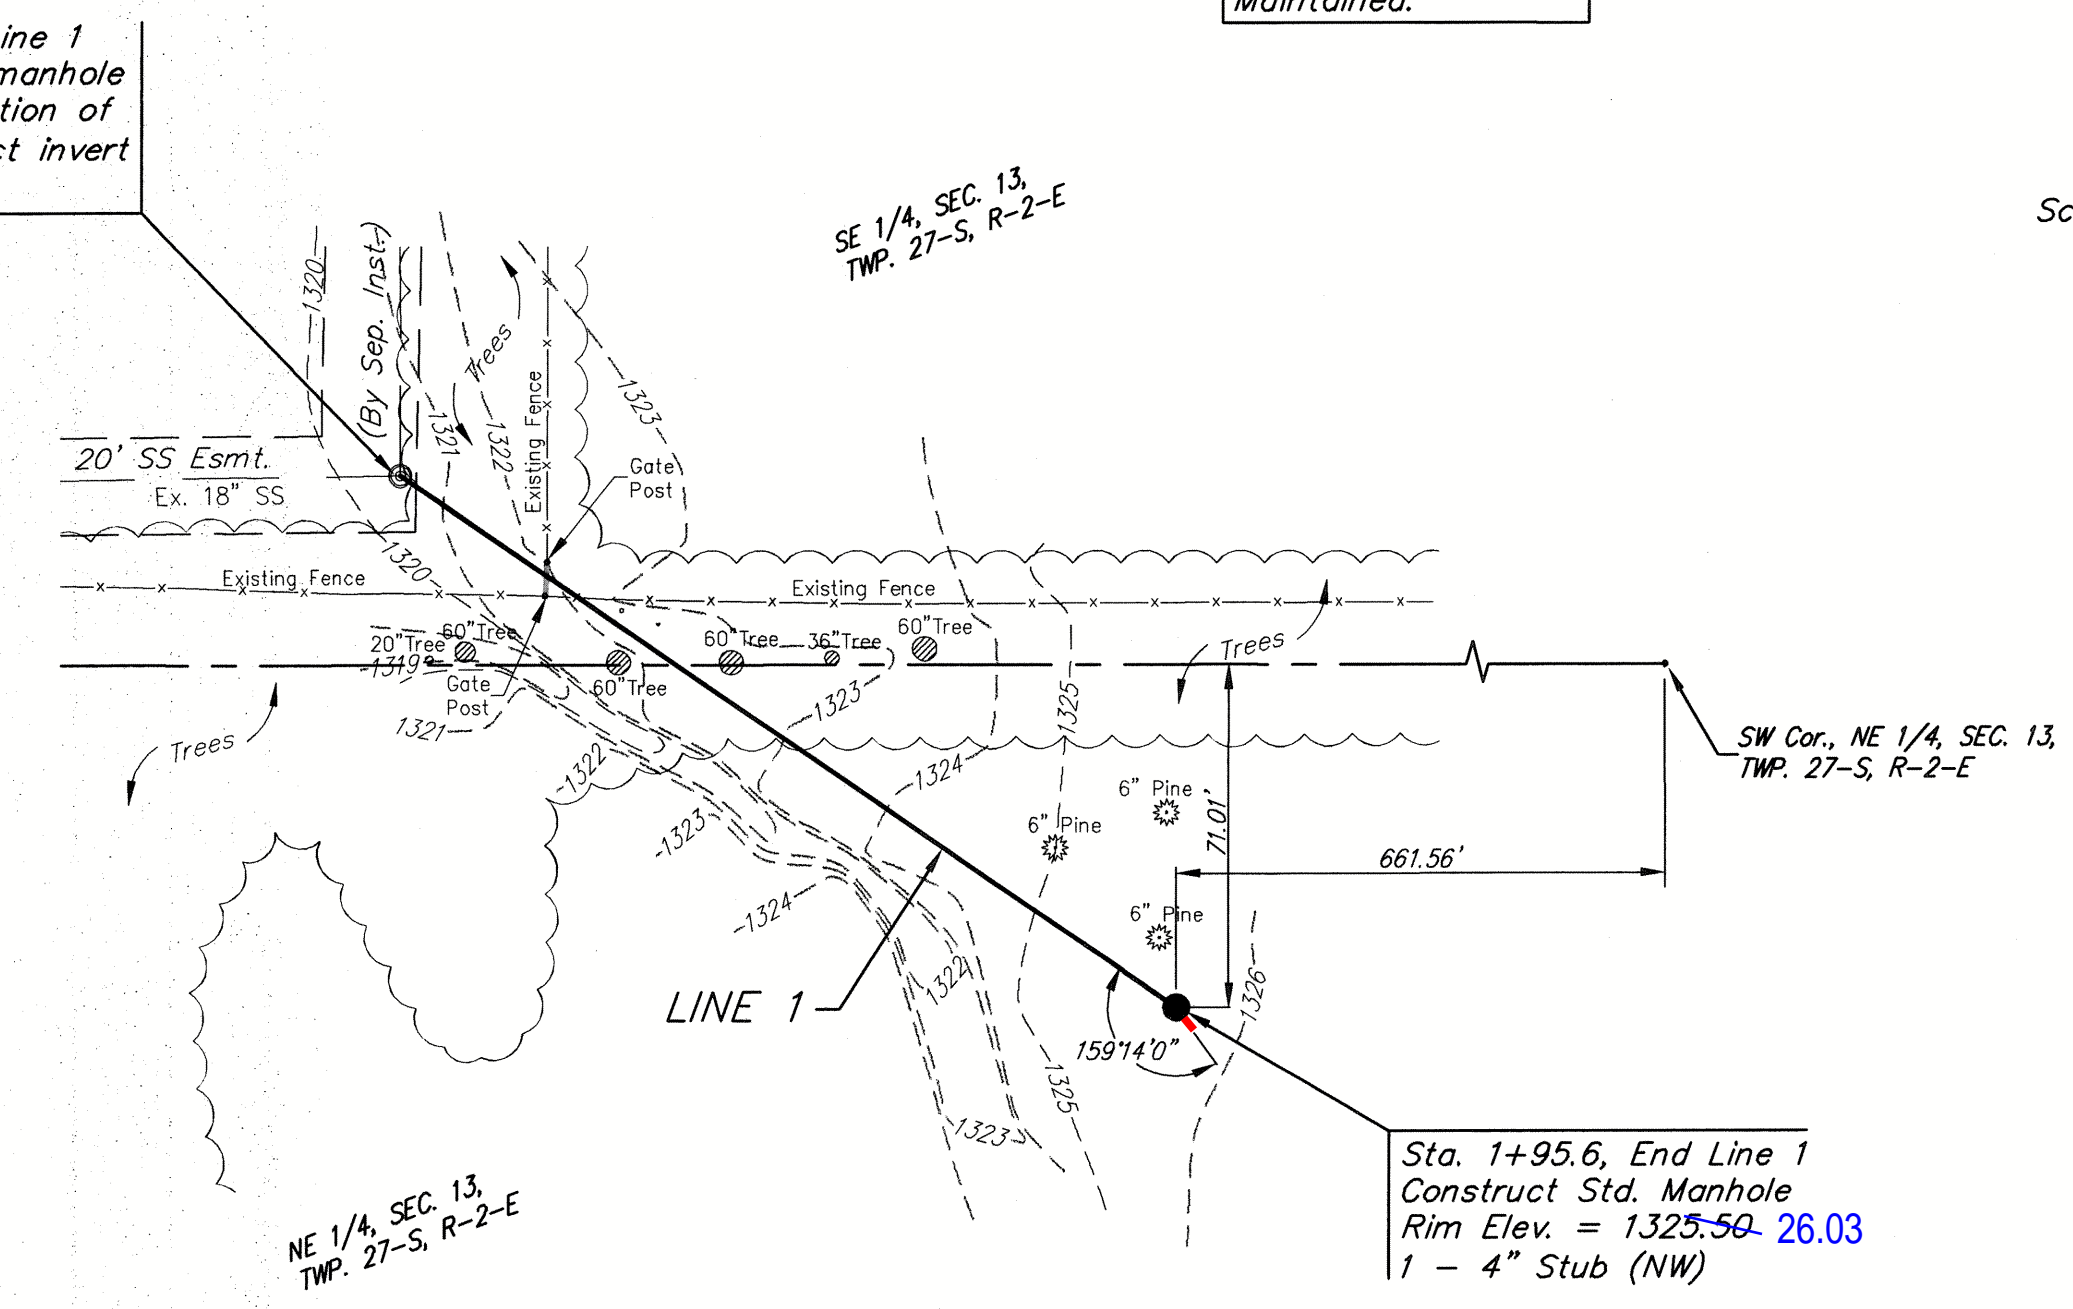 Maintained.
ine 1
manhole
tion of
ct invert
SE 1/4, SEC. 13,
TWP. 27-S, R-2-E
Sc
1320
(By Sep. Inst.)
Trees
Existing Fence
1323
1321
1322
Gate
Post
20' SS Esmt.
Ex. 18" SS
1320
Existing Fence
Existing Fence
20"Tree
60"Tree
60"Tree
36"Tree
60"Tree
1319
Gate
Post
60"Tree
Trees
1321
Trees
1323
1325
SW Cor., NE 1/4, SEC. 13,
TWP. 27-S, R-2-E
1322
1324
6" Pine
6" Pine
71.01'
1323
661.56'
1324
6" Pine
LINE 1
1322
1326
159°14'0"
1325
1323
Sta. 1+95.6, End Line 1
Construct Std. Manhole
Rim Elev. = 1325.50 26.03
1 - 4" Stub (NW)
NE 1/4, SEC. 13,
TWP. 27-S, R-2-E